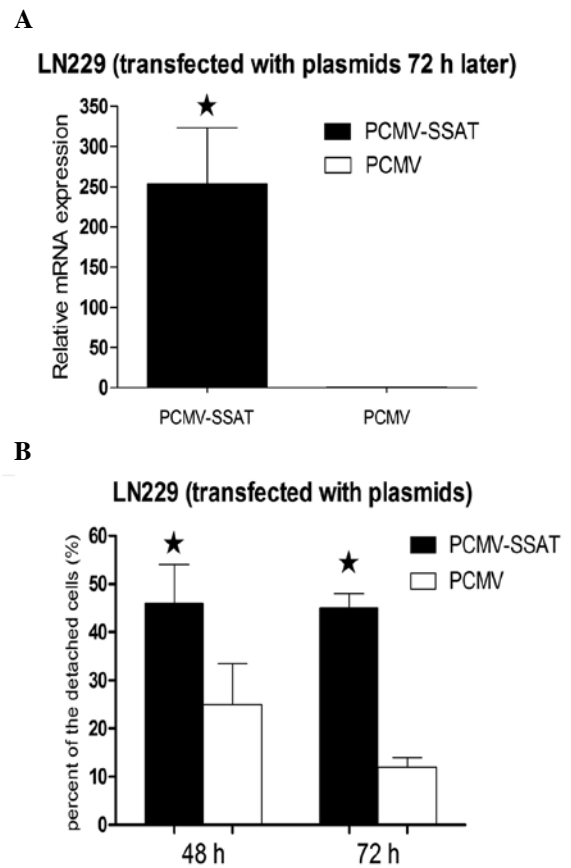 A
LN229 (transfected with plasmids 72 h later)
Relative mRNA expression
350
300
250
200
150
100
50
0
PCMV-SSAT
PCMV
PCMV-SSAT
PCMV
B
LN229 (transfected with plasmids)
percent of the detached cells (%)
60
50
40
30
20
10
0
PCMV-SSAT
PCMV
48 h
72 h